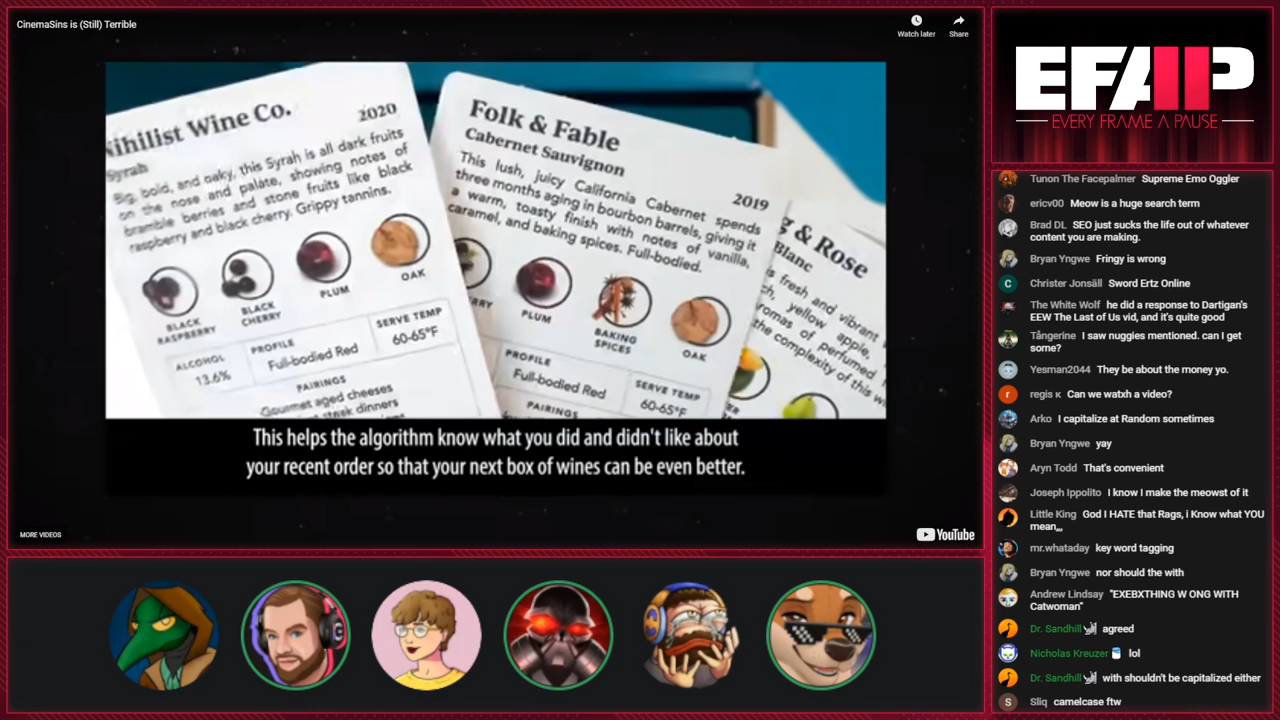 CinemaSins is (Still) Terrible
Watch later
Share
Nihilist Wine Co.
2020
Syrah
Big, bold, and oaky, this Syrah is all dark fruits
on the nose and palate, showing notes of
bramble berries and stone fruits like black
raspberry and black cherry. Grippy tannins.
BLACK
RASPBERRY
BLACK
CHERRY
PLUM
OAK
ALCOHOL
13.6%
PROFILE
Full-bodied Red
SERVE TEMP
60-65°F
PAIRINGS
Gourmet aged cheeses
steak dinners
Folk & Fable
Cabernet Sauvignon
2019
This lush, juicy California Cabernet spends
three months aging in bourbon barrels, giving it
a warm, toasty finish with notes of vanilla,
caramel, and baking spices. Full-bodied.
RRY
PLUM
BAKING
SPICES
OAK
PROFILE
Full-bodied Red
SERVE TEMP
60-65°F
PAIRINGS
g & Rose
Blanc
is fresh and vibrant
ch, yellow apple,
romas of perfumed
the complexity of this w
This helps the algorithm know what you did and didn't like about
your recent order so that your next box of wines can be even better.
MORE VIDEOS
YouTube
EFAP
EVERY FRAME A PAUSE
Tunon The Facepalmer Supreme Emo Oggler
ericv00 Meow is a huge search term
Brad DL SEO just sucks the life out of whatever
content you are making.
Bryan Yngwe Fringy is wrong
C
Christer Jonsäll Sword Ertz Online
The White Wolf he did a response to Dartigan's
EEW The Last of Us vid, and it's quite good
Tångerine I saw nuggies mentioned. can I get
some?
Yesman2044 They be about the money yo.
r
regis κ Can we watxh a video?
Arko I capitalize at Random sometimes
Bryan Yngwe yay
Aryn Todd That's convenient
Joseph Ippolito I know I make the meowst of it
Little King God I HATE that Rags, i Know what YOU
mean,,,
mr.whataday key word tagging
Bryan Yngwe nor should the with
Andrew Lindsay "EXEBXTHING W ONG WITH
Catwoman"
Dr. Sandhill agreed
Nicholas Kreuzer lol
Dr. Sandhill with shouldn't be capitalized either
S
Sliq camelcase ftw